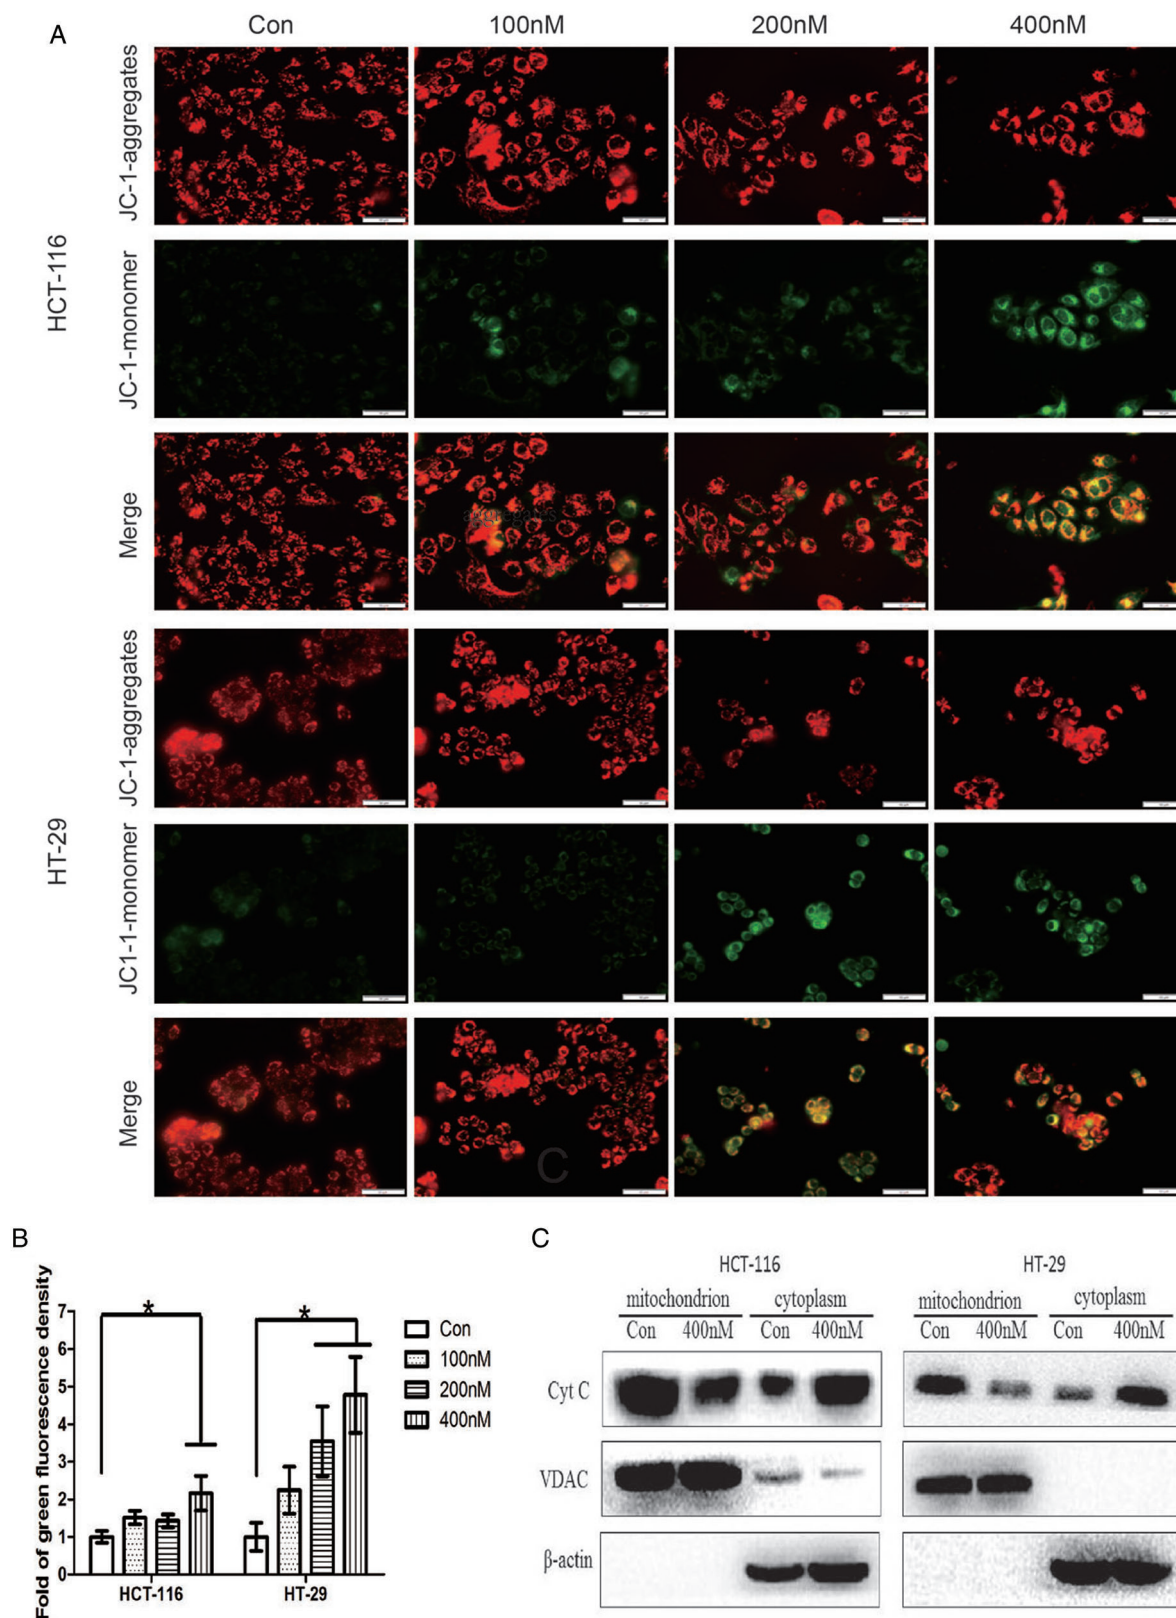 A
Con 100nM 200nM 400nM
HCT-116
JC-1-aggregates
JC-1-monomer
Merge
aggregates
HT-29
JC-1-aggregates
JC1-1-monomer
Merge
C
B
Fold of green fluorescence density
7
6
5
4
3
2
1
0
* *
Con
100nM
200nM
400nM
HCT-116 HT-29
C
HCT-116 HT-29
mitochondrion cytoplasm mitochondrion cytoplasm
Con 400nM Con 400nM Con 400nM Con 400nM
Cyt C
VDAC
β-actin